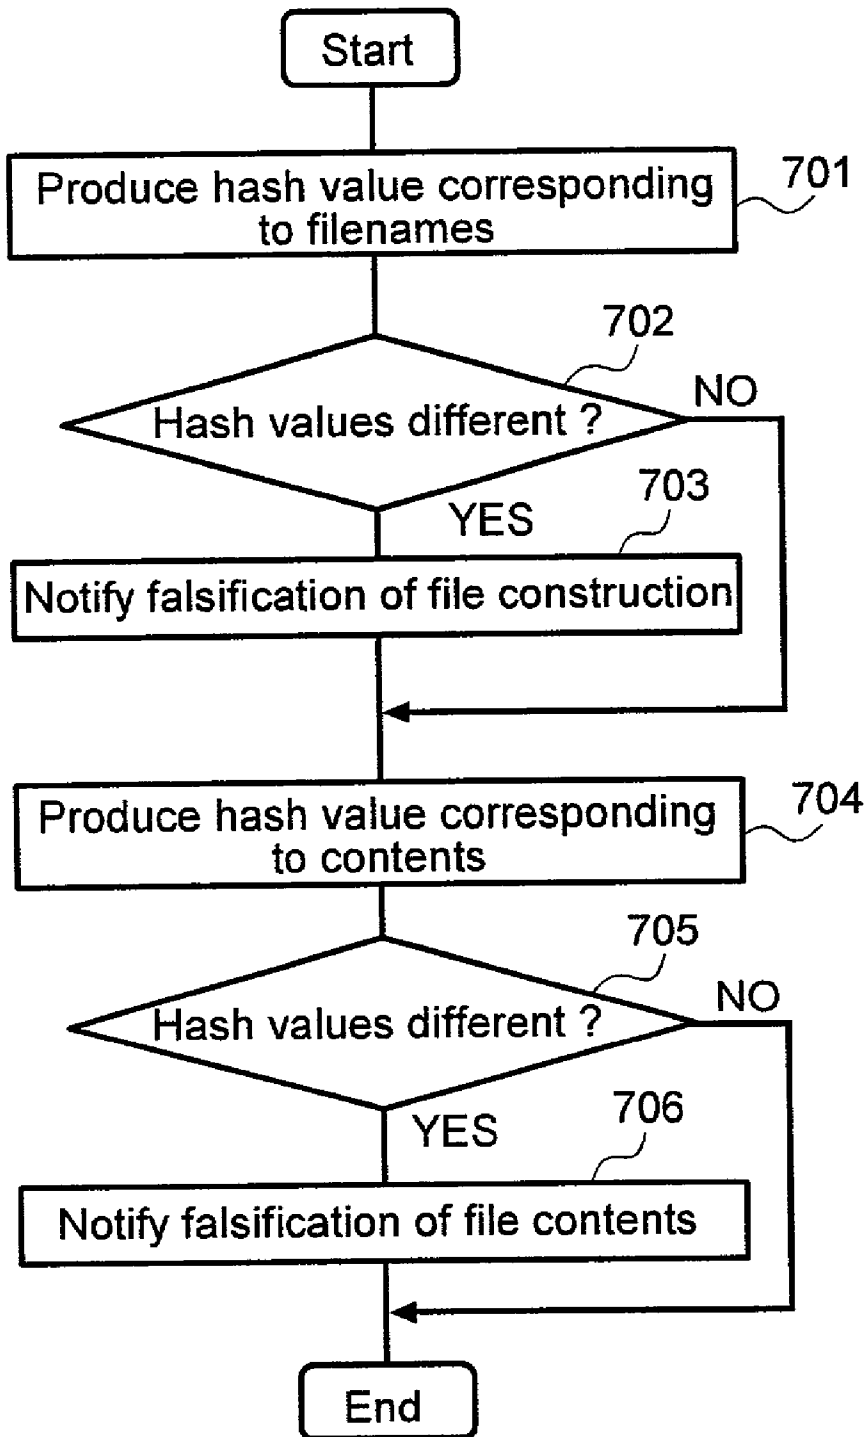 Start
Produce hash value corresponding
to filenames
701
702
Hash values different ?
NO
YES
703
Notify falsification of file construction
Produce hash value corresponding
to contents
704
705
Hash values different ?
NO
YES
706
Notify falsification of file contents
End